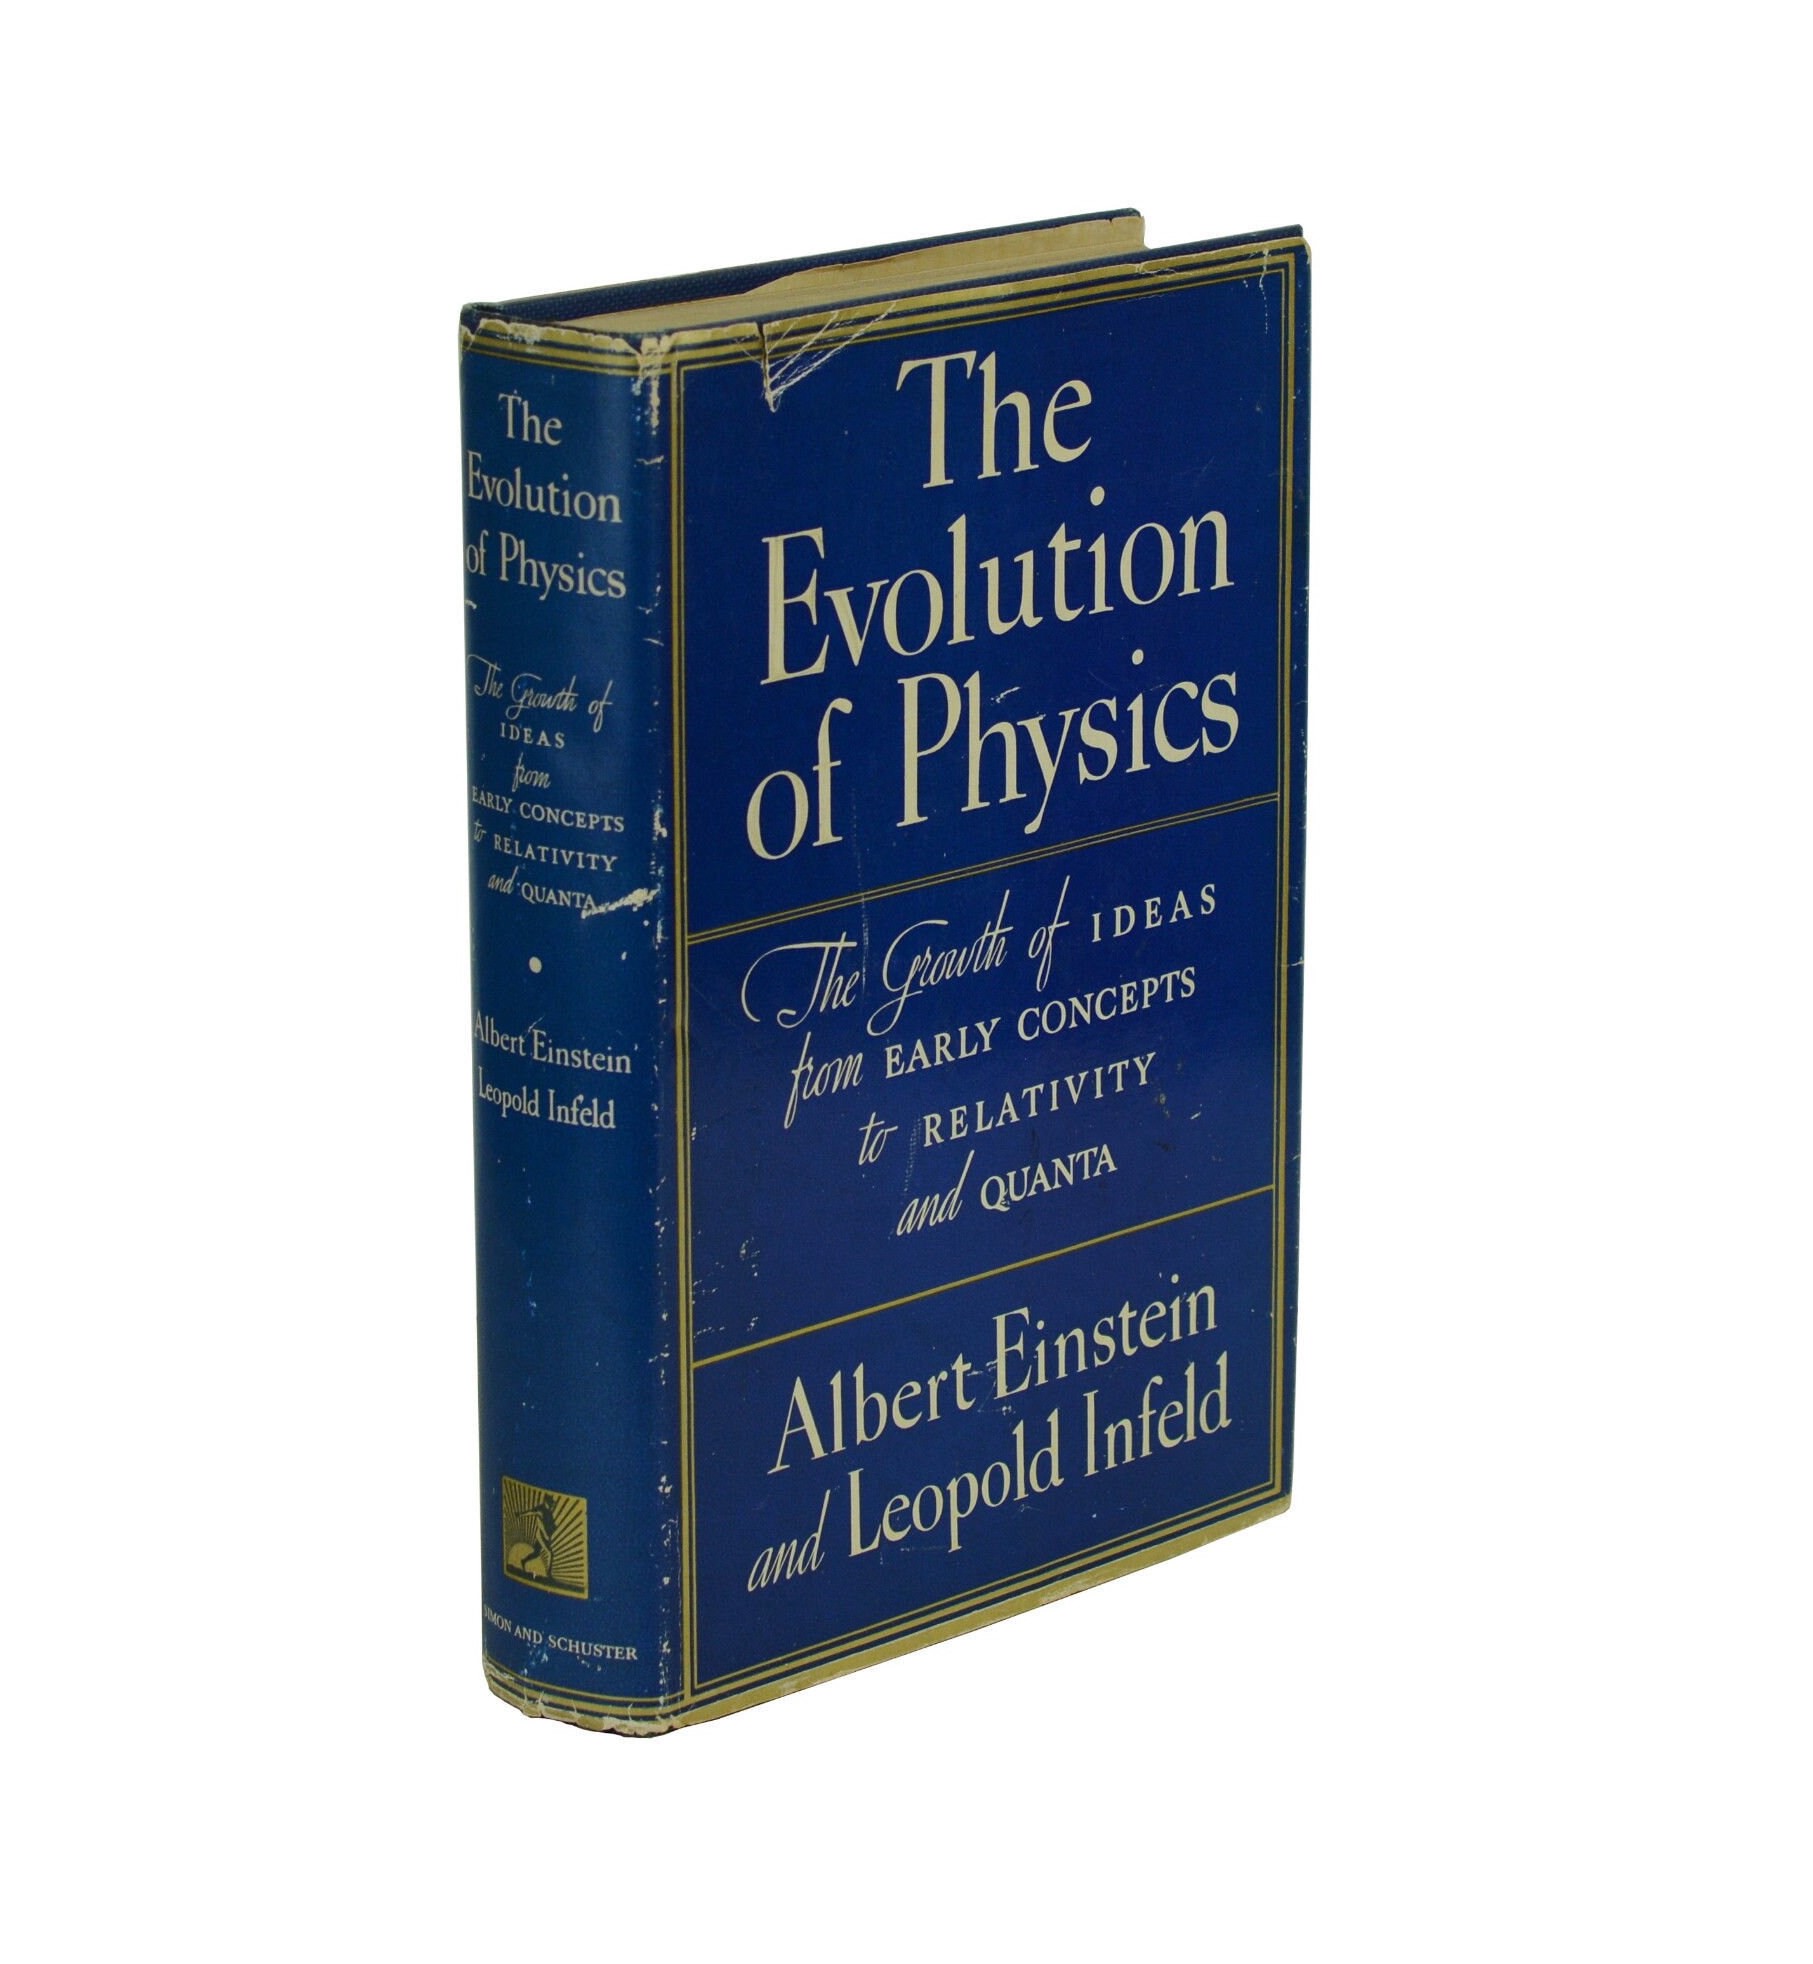 The
Evolution
of Physics
The Growth of
IDEAS
from
EARLY CONCEPTS
to RELATIVITY
and QUANTA
Albert Einstein
Leopold Infeld
SIMON AND SCHUSTER
The
Evolution
of Physics
The Growth of IDEAS
from EARLY CONCEPTS
to RELATIVITY
and QUANTA
Albert Einstein
and Leopold Infeld